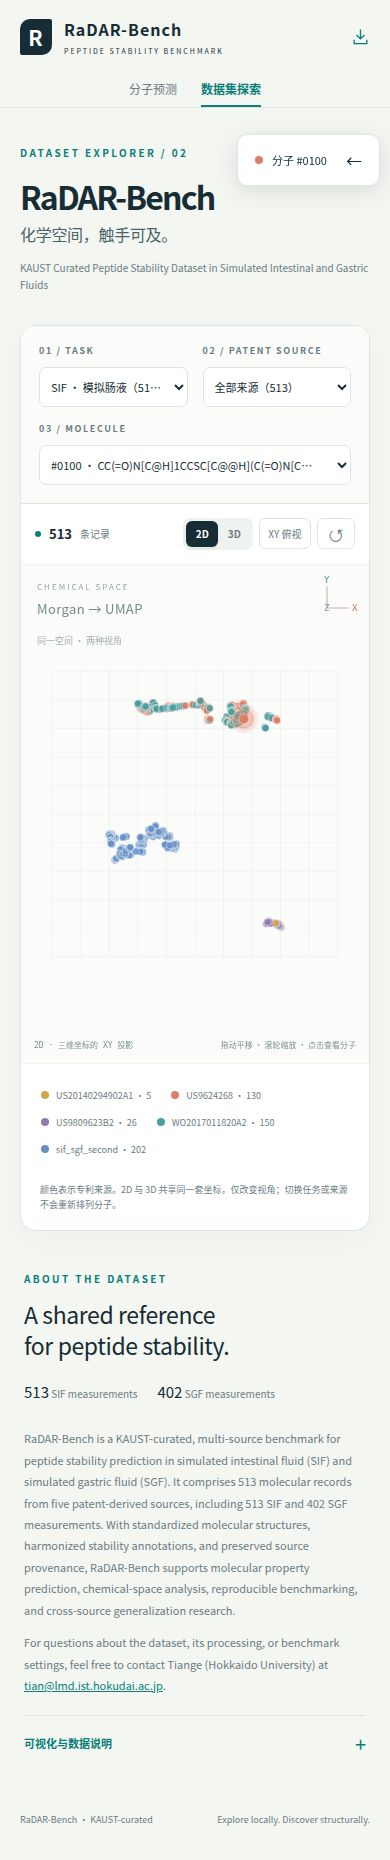 R
RaDAR-Bench
PEPTIDE STABILITY BENCHMARK
分子预测
数据集探索
DATASET EXPLORER / 02
分子 #0100 ←
RaDAR-Bench
化学空间，触手可及。
KAUST Curated Peptide Stability Dataset in Simulated Intestinal and Gastric
Fluids
01 / TASK
02 / PATENT SOURCE
SIF · 模拟肠液（51…
全部来源（513）
03 / MOLECULE
#0100 · CC(=O)N[C@H]1CCSC[C@@H](C(=O)N[C…
513 条记录
2D
3D
XY 俯视
CHEMICAL SPACE
Morgan → UMAP
同一空间 · 两种视角
Y
Z
X
2D · 三维坐标的 XY 投影
拖动平移 · 滚轮缩放 · 点击查看分子
US20140294902A1 · 5
US9624268 · 130
US9809623B2 · 26
WO2017011820A2 · 150
sif_sgf_second · 202
颜色表示专利来源。2D 与 3D 共享同一套坐标，仅改变视角；切换任务或来源
不会重新排列分子。
ABOUT THE DATASET
A shared reference
for peptide stability.
513 SIF measurements
402 SGF measurements
RaDAR-Bench is a KAUST-curated, multi-source benchmark for
peptide stability prediction in simulated intestinal fluid (SIF) and
simulated gastric fluid (SGF). It comprises 513 molecular records
from five patent-derived sources, including 513 SIF and 402 SGF
measurements. With standardized molecular structures,
harmonized stability annotations, and preserved source
provenance, RaDAR-Bench supports molecular property
prediction, chemical-space analysis, reproducible benchmarking,
and cross-source generalization research.
For questions about the dataset, its processing, or benchmark
settings, feel free to contact Tiange (Hokkaido University) at
tian@lmd.ist.hokudai.ac.jp.
可视化与数据说明 +
RaDAR-Bench · KAUST-curated
Explore locally. Discover structurally.